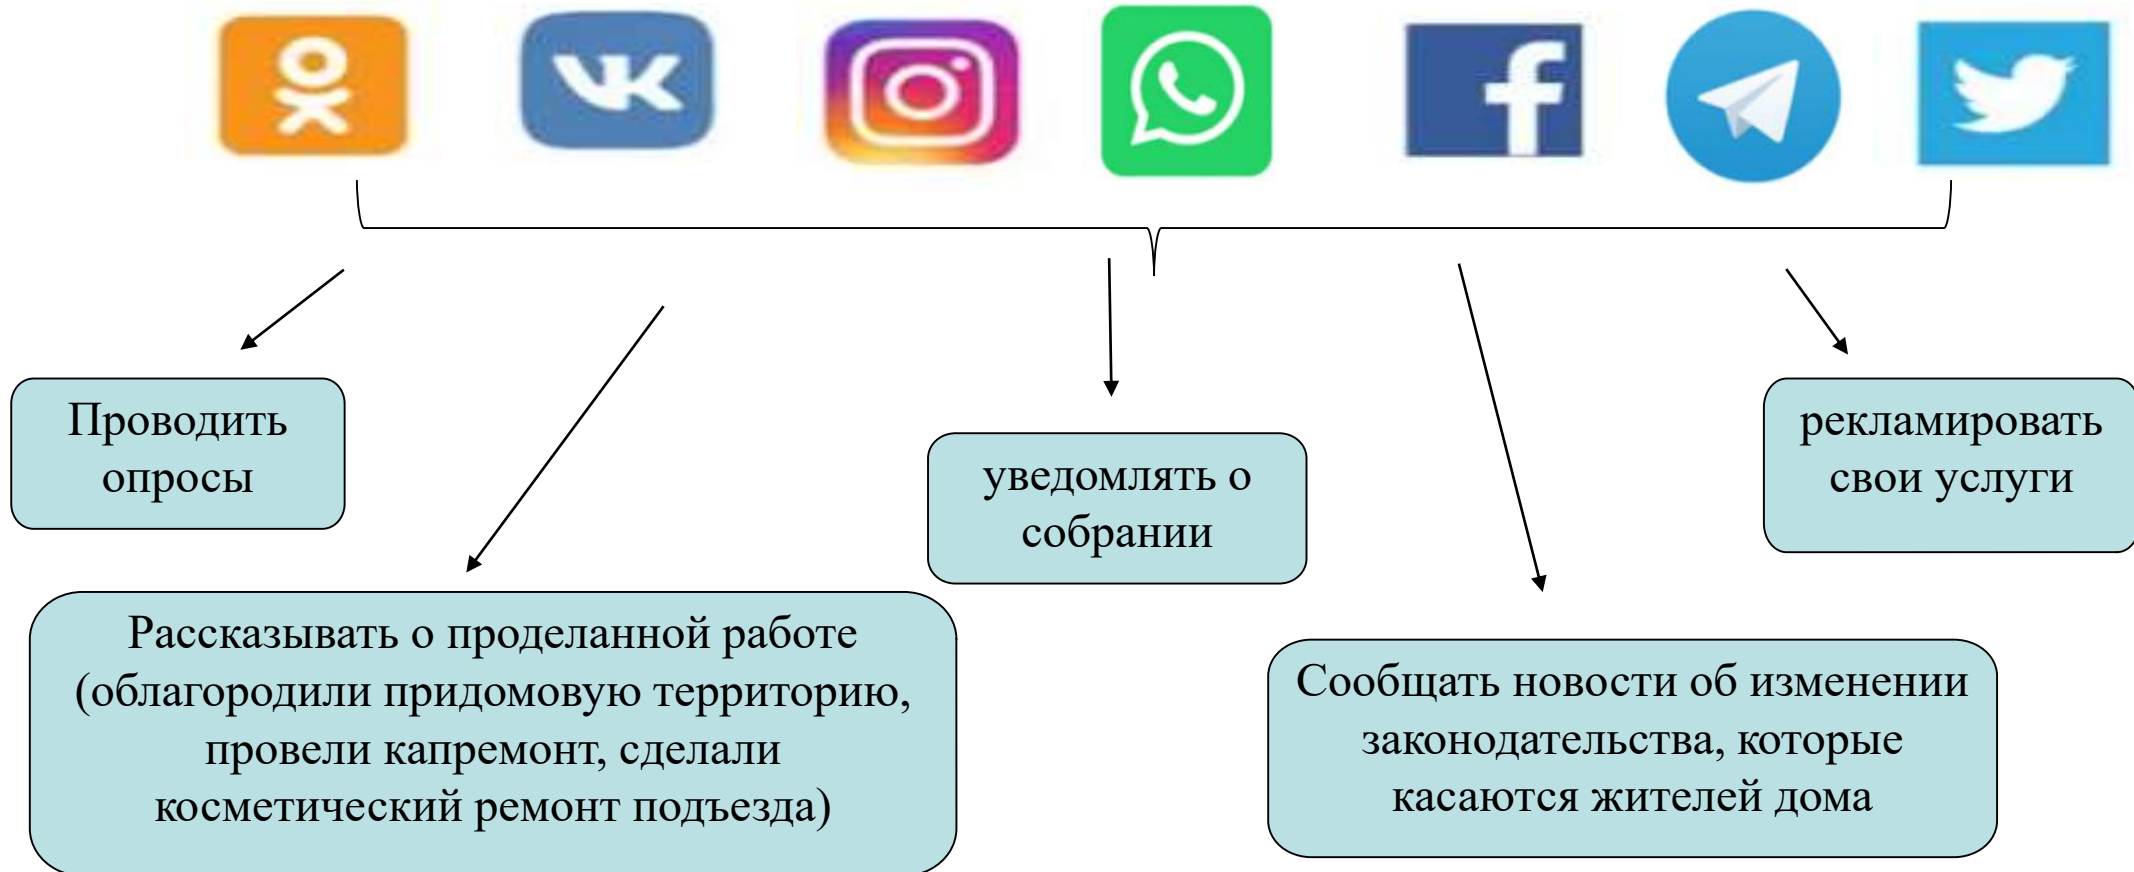 Проводить
опросы
Рассказывать о проделанной работе
(облагородили придомовую территорию,
провели капремонт, сделали
косметический ремонт подъезда)
уведомлять о
собрании
Сообщать новости об изменении
законодательства, которые
касаются жителей дома
рекламировать
свои услуги